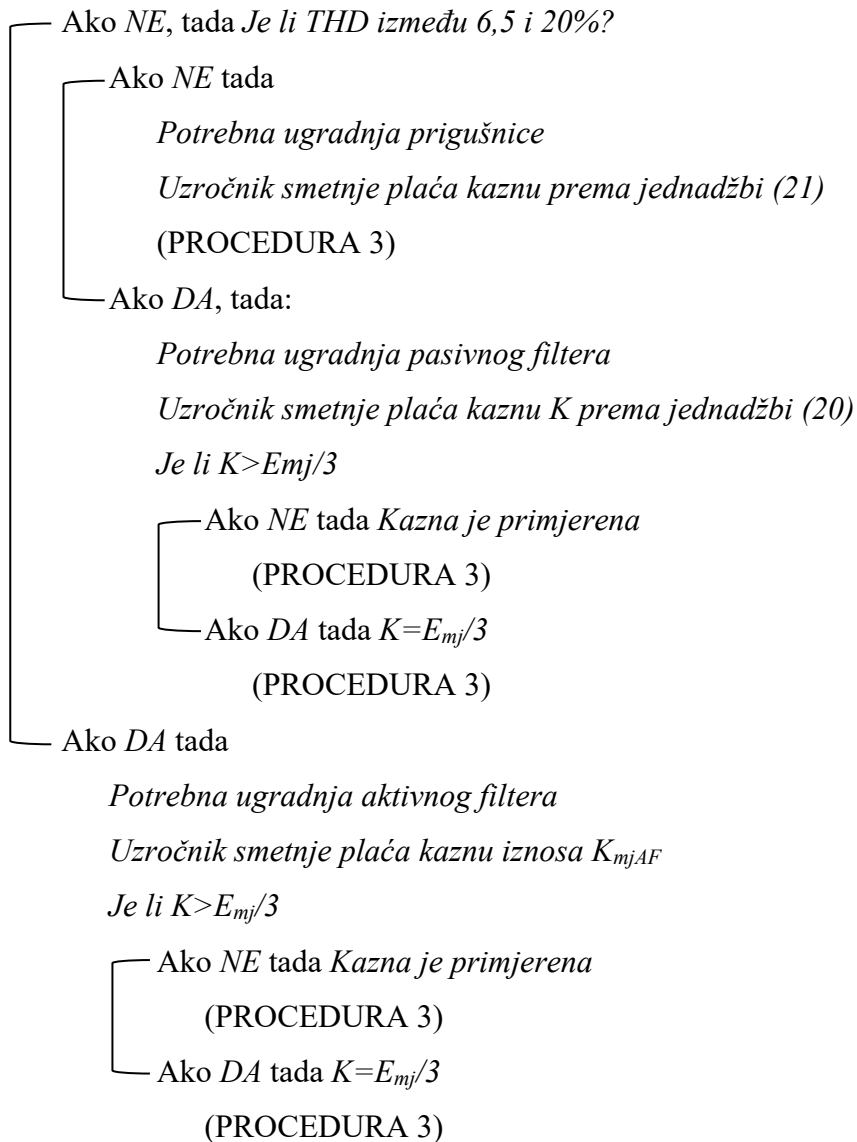 Ako NE, tada Je li THD između 6,5 i 20%?
Ako NE tada
Potrebna ugradnja prigušnice
Uzročnik smetnje plaća kaznu prema jednadžbi (21)
(PROCEDURA 3)
Ako DA, tada:
Potrebna ugradnja pasivnog filtera
Uzročnik smetnje plaća kaznu K prema jednadžbi (20)
Je li K>Emj/3
Ako NE tada Kazna je primjerena
(PROCEDURA 3)
Ako DA tada K=Emj/3
(PROCEDURA 3)
Ako DA tada
Potrebna ugradnja aktivnog filtera
Uzročnik smetnje plaća kaznu iznosa KmjAF
Je li K>Emj/3
Ako NE tada Kazna je primjerena
(PROCEDURA 3)
Ako DA tada K=Emj/3
(PROCEDURA 3)